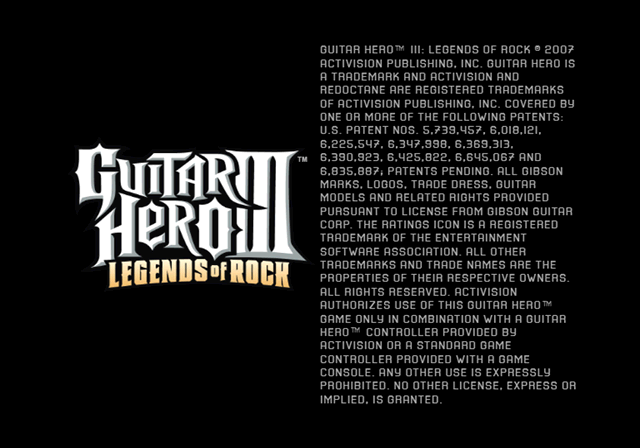 GUITAR
HERO III
LEGENDS OF ROCK
™
GUITAR HERO™ III: LEGENDS OF ROCK © 2007
ACTIVISION PUBLISHING, INC. GUITAR HERO IS
A TRADEMARK AND ACTIVISION AND
REDOCTANE ARE REGISTERED TRADEMARKS
OF ACTIVISION PUBLISHING, INC. COVERED BY
ONE OR MORE OF THE FOLLOWING PATENTS:
U.S. PATENT NOS. 5,739,457, 6,018,121,
6,225,547, 6,347,998, 6,369,313,
6,390,923, 6,425,822, 6,645,067 AND
6,835,887; PATENTS PENDING. ALL GIBSON
MARKS, LOGOS, TRADE DRESS, GUITAR
MODELS AND RELATED RIGHTS PROVIDED
PURSUANT TO LICENSE FROM GIBSON GUITAR
CORP. THE RATINGS ICON IS A REGISTERED
TRADEMARK OF THE ENTERTAINMENT
SOFTWARE ASSOCIATION. ALL OTHER
TRADEMARKS AND TRADE NAMES ARE THE
PROPERTIES OF THEIR RESPECTIVE OWNERS.
ALL RIGHTS RESERVED. ACTIVISION
AUTHORIZES USE OF THIS GUITAR HERO™
GAME ONLY IN COMBINATION WITH A GUITAR
HERO™ CONTROLLER PROVIDED BY
ACTIVISION OR A STANDARD GAME
CONTROLLER PROVIDED WITH A GAME
CONSOLE. ANY OTHER USE IS EXPRESSLY
PROHIBITED. NO OTHER LICENSE, EXPRESS OR
IMPLIED, IS GRANTED.